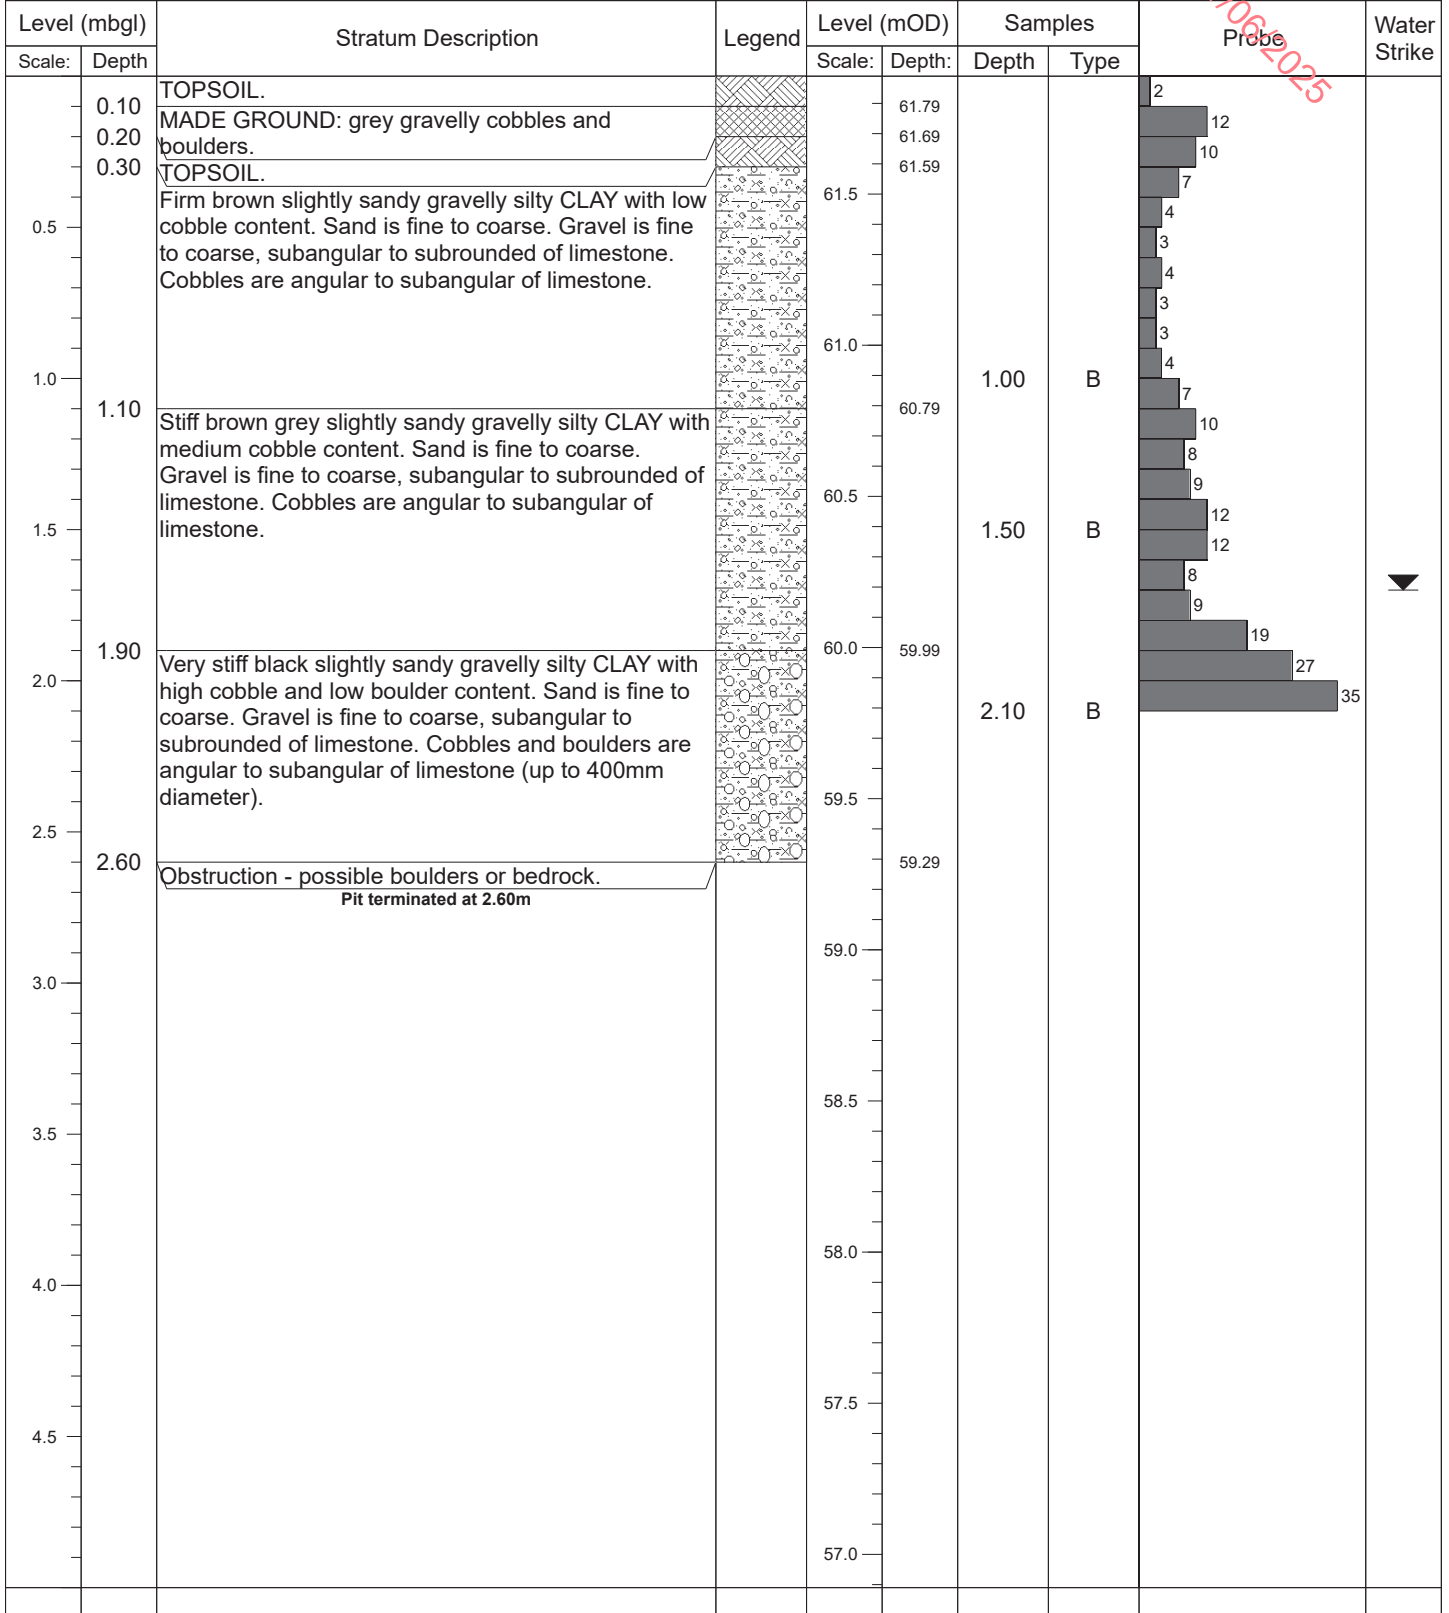 Level (mbgl)
Stratum Description
Legend
Level (mOD)
Samples
Probe
Water
Strike
Scale:
Depth
Scale:
Depth:
Depth
Type
/06/2025
TOPSOIL.
0.10
61.79
2
MADE GROUND: grey gravelly cobbles and
boulders.
0.20
61.69
12
TOPSOIL.
0.30
61.59
10
Firm brown slightly sandy gravelly silty CLAY with low
cobble content. Sand is fine to coarse. Gravel is fine
to coarse, subangular to subrounded of limestone.
Cobbles are angular to subangular of limestone.
61.5
7
0.5
4
3
4
3
61.0
3
4
1.0
1.00
B
7
1.10
60.79
Stiff brown grey slightly sandy gravelly silty CLAY with
medium cobble content. Sand is fine to coarse.
Gravel is fine to coarse, subangular to subrounded of
limestone. Cobbles are angular to subangular of
limestone.
10
8
60.5
9
1.5
1.50
B
12
12
8
9
19
1.90
60.0
59.99
Very stiff black slightly sandy gravelly silty CLAY with
high cobble and low boulder content. Sand is fine to
coarse. Gravel is fine to coarse, subangular to
subrounded of limestone. Cobbles and boulders are
angular to subangular of limestone (up to 400mm
diameter).
27
2.0
35
2.10
B
59.5
2.5
2.60
59.29
Obstruction - possible boulders or bedrock.
Pit terminated at 2.60m
59.0
3.0
58.5
3.5
58.0
4.0
57.5
4.5
57.0